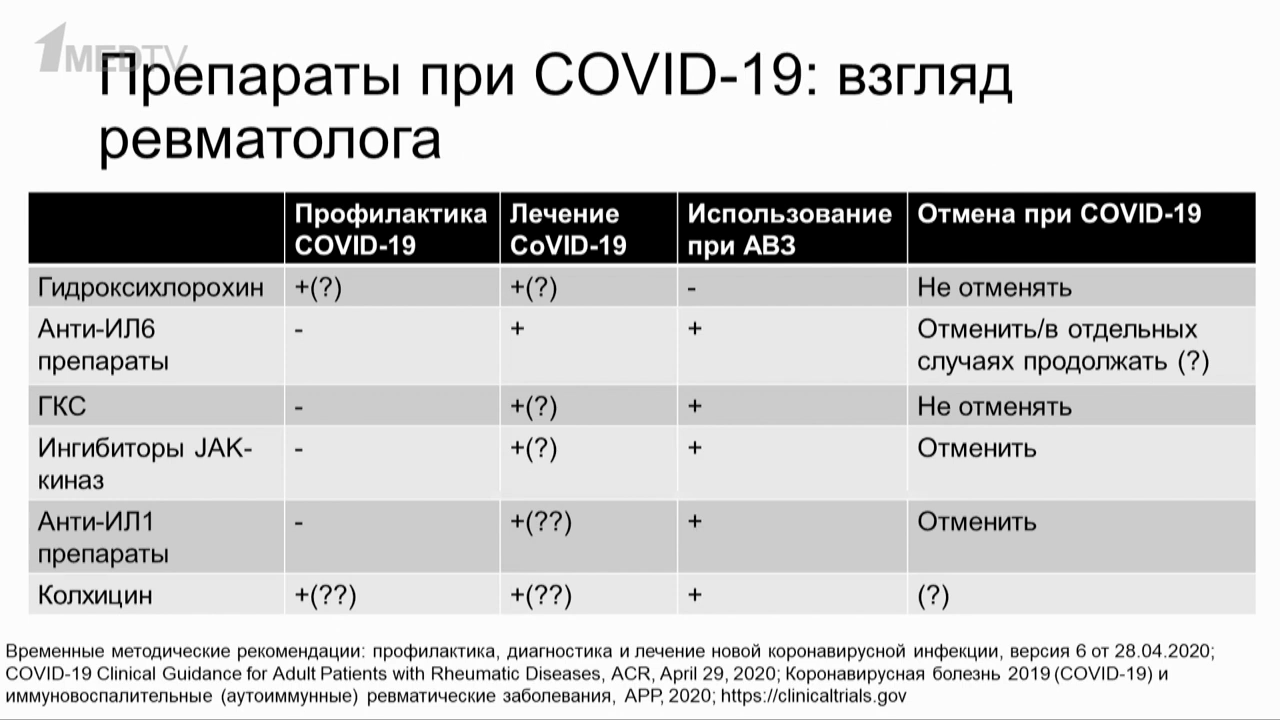 1MEDTV
Препараты при COVID-19: взгляд
ревматолога
Профилактика COVID-19 | Лечение CoVID-19 | Использование при АВЗ | Отмена при COVID-19
Гидроксихлорохин | +(?) | +(?) | - | Не отменять
Анти-ИЛ6 препараты | - | + | + | Отменить/в отдельных случаях продолжать (?)
ГКС | - | +(?) | + | Не отменять
Ингибиторы JAK-киназ | - | +(?) | + | Отменить
Анти-ИЛ1 препараты | - | +(??) | + | Отменить
Колхицин | +(??) | +(??) | + | (?)
Временные методические рекомендации: профилактика, диагностика и лечение новой коронавирусной инфекции, версия 6 от 28.04.2020;
COVID-19 Clinical Guidance for Adult Patients with Rheumatic Diseases, ACR, April 29, 2020; Коронавирусная болезнь 2019 (COVID-19) и
иммуновоспалительные (аутоиммунные) ревматические заболевания, АРР, 2020; https://clinicaltrials.gov